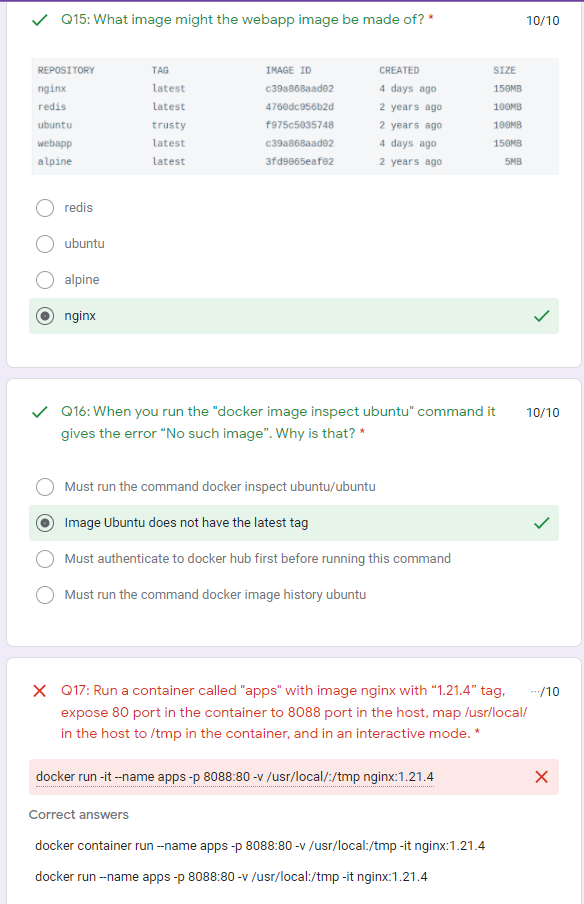 Q15: What image might the webapp image be made of? *
10/10
REPOSITORY TAG IMAGE ID CREATED SIZE
nginx latest c39a868aad02 4 days ago 150MB
redis latest 4760dc956b2d 2 years ago 100MB
ubuntu trusty f975c5035748 2 years ago 100MB
webapp latest c39a868aad02 4 days ago 150MB
alpine latest 3fd9065eaf02 2 years ago 5MB
redis
ubuntu
alpine
nginx
Q16: When you run the "docker image inspect ubuntu" command it
10/10
gives the error “No such image”. Why is that? *
Must run the command docker inspect ubuntu/ubuntu
Image Ubuntu does not have the latest tag
Must authenticate to docker hub first before running this command
Must run the command docker image history ubuntu
Q17: Run a container called "apps" with image nginx with “1.21.4” tag,
···/10
expose 80 port in the container to 8088 port in the host, map /usr/local/
in the host to /tmp in the container, and in an interactive mode. *
docker run -it --name apps -p 8088:80 -v /usr/local/:/tmp nginx:1.21.4
Correct answers
docker container run --name apps -p 8088:80 -v /usr/local:/tmp -it nginx:1.21.4
docker run --name apps -p 8088:80 -v /usr/local:/tmp -it nginx:1.21.4